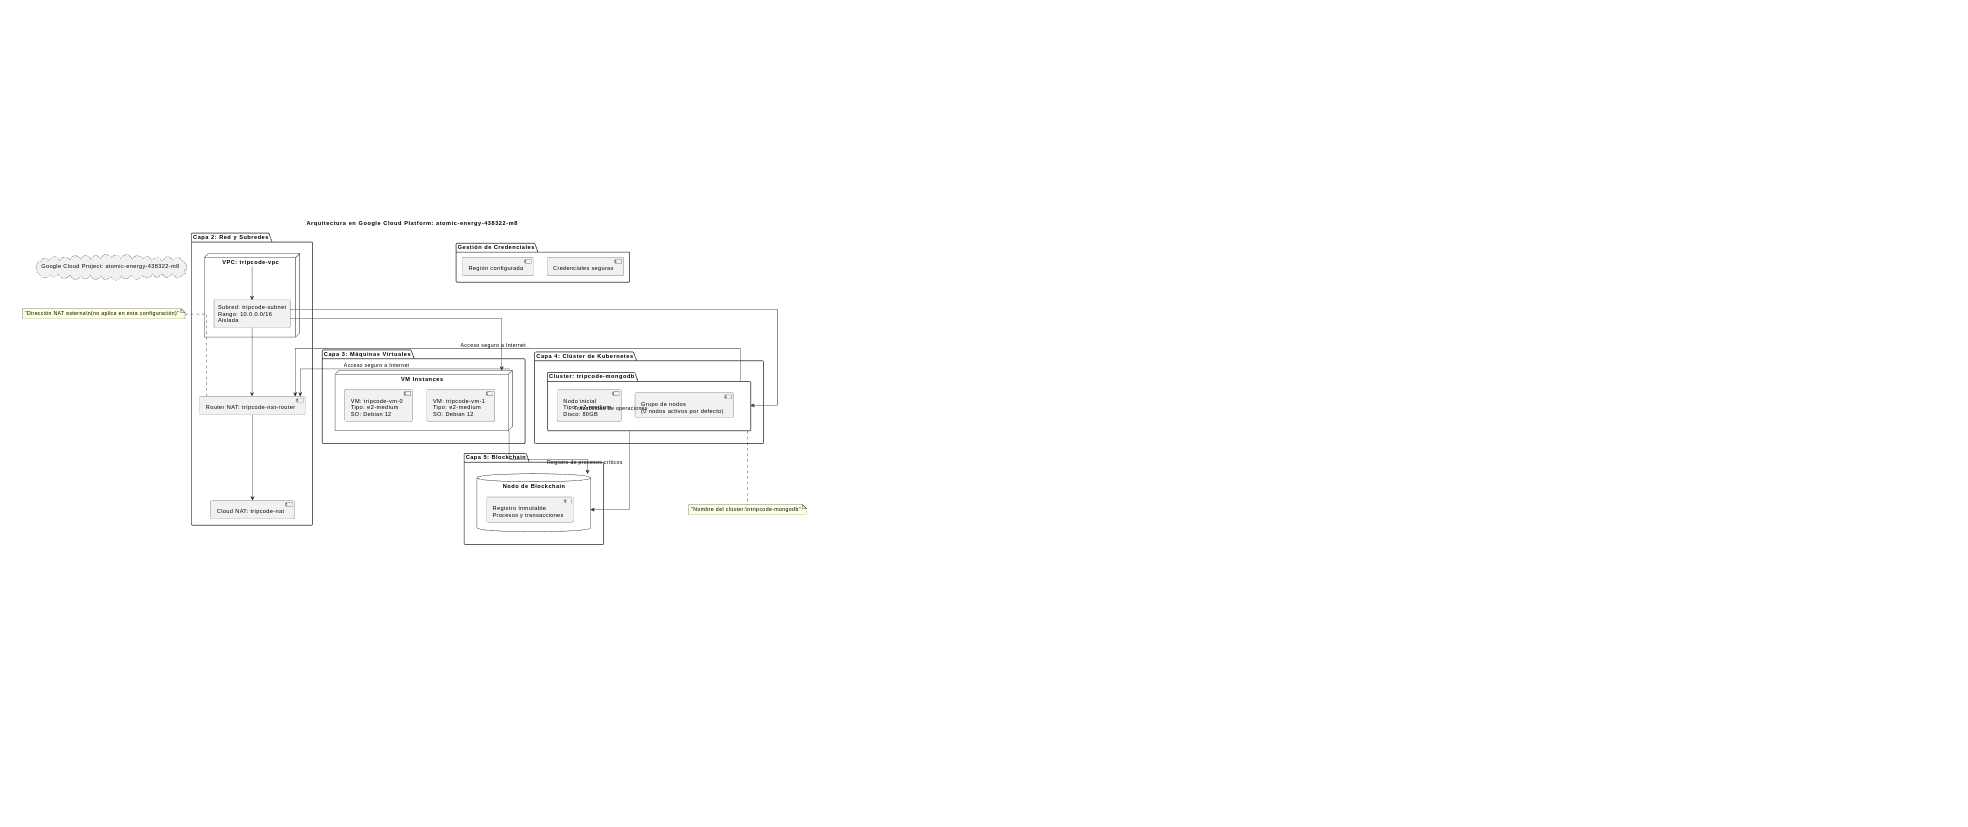 Arquitectura en Google Cloud Platform: atomic-energy-438322-m8
Capa 2: Red y Subredes
Gestión de Credenciales
Google Cloud Project: atomic-energy-438322-m8
VPC: tripcode-vpc
Región configurada
Credenciales seguras
Subred: tripcode-subnet
Rango: 10.0.0.0/16
Aislada
"Dirección NAT externa\n(no aplica en esta configuración)"
Acceso seguro a Internet
Capa 3: Máquinas Virtuales
Capa 4: Clúster de Kubernetes
Acceso seguro a Internet
VM Instances
Cluster: tripcode-mongodb
VM: tripcode-vm-0
Tipo: e2-medium
SO: Debian 12
VM: tripcode-vm-1
Tipo: e2-medium
SO: Debian 12
Nodo inicial
Tipo: e2-medium
Disco: 80GB
de operaciones
Grupo de nodos
nodos activos por defecto)
Router NAT: tripcode-nat-router
Capa 5: Blockchain
Registro de procesos críticos
Nodo de Blockchain
Registro inmutable
Procesos y transacciones
Cloud NAT: tripcode-nat
"Nombre del clúster:\ntripcode-mongodb"